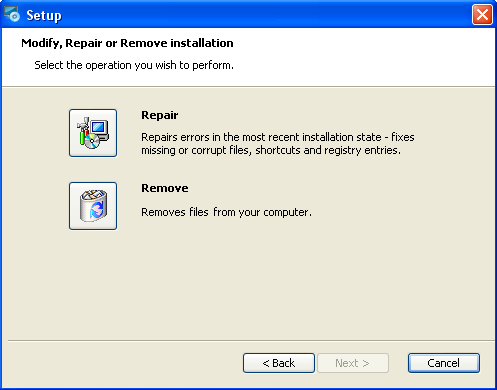 Setup
Modify, Repair or Remove installation
Select the operation you wish to perform.
Repair
Repairs errors in the most recent installation state - fixes
missing or corrupt files, shortcuts and registry entries.
Remove
Removes files from your computer.
< Back
Next >
Cancel